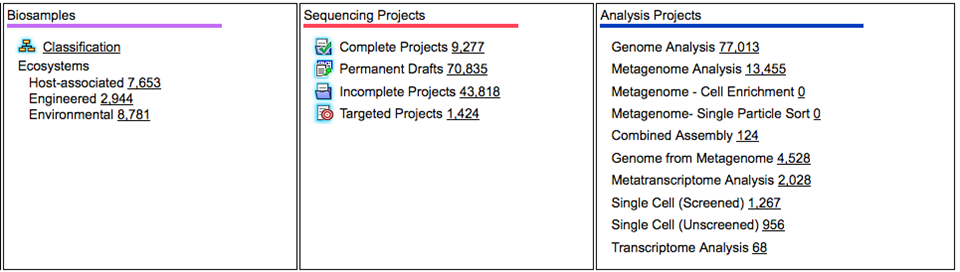 Biosamples
Classification
Ecosystems
Host-associated 7,653
Engineered 2,944
Environmental 8,781
Sequencing Projects
Complete Projects 9,277
Permanent Drafts 70,835
Incomplete Projects 43,818
Targeted Projects 1,424
Analysis Projects
Genome Analysis 77,013
Metagenome Analysis 13,455
Metagenome - Cell Enrichment 0
Metagenome- Single Particle Sort 0
Combined Assembly 124
Genome from Metagenome 4,528
Metatranscriptome Analysis 2,028
Single Cell (Screened) 1,267
Single Cell (Unscreened) 956
Transcriptome Analysis 68